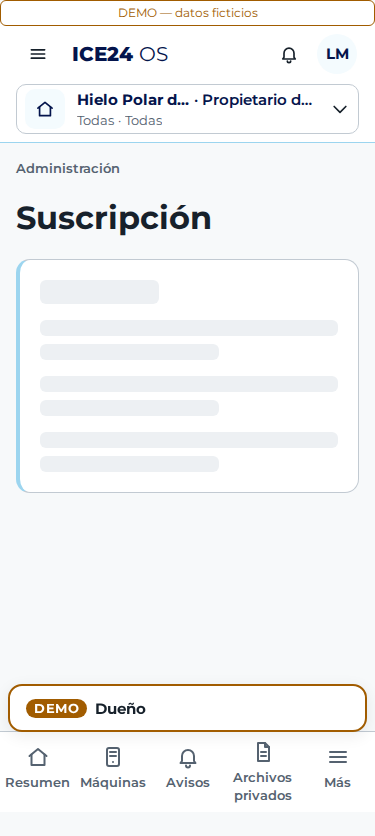 DEMO — datos ficticios
ICE24 OS
LM
Hielo Polar d... · Propietario d...
Todas · Todas
Administración
Suscripción
DEMO Dueño
Resumen
Máquinas
Avisos
Archivos privados
Más